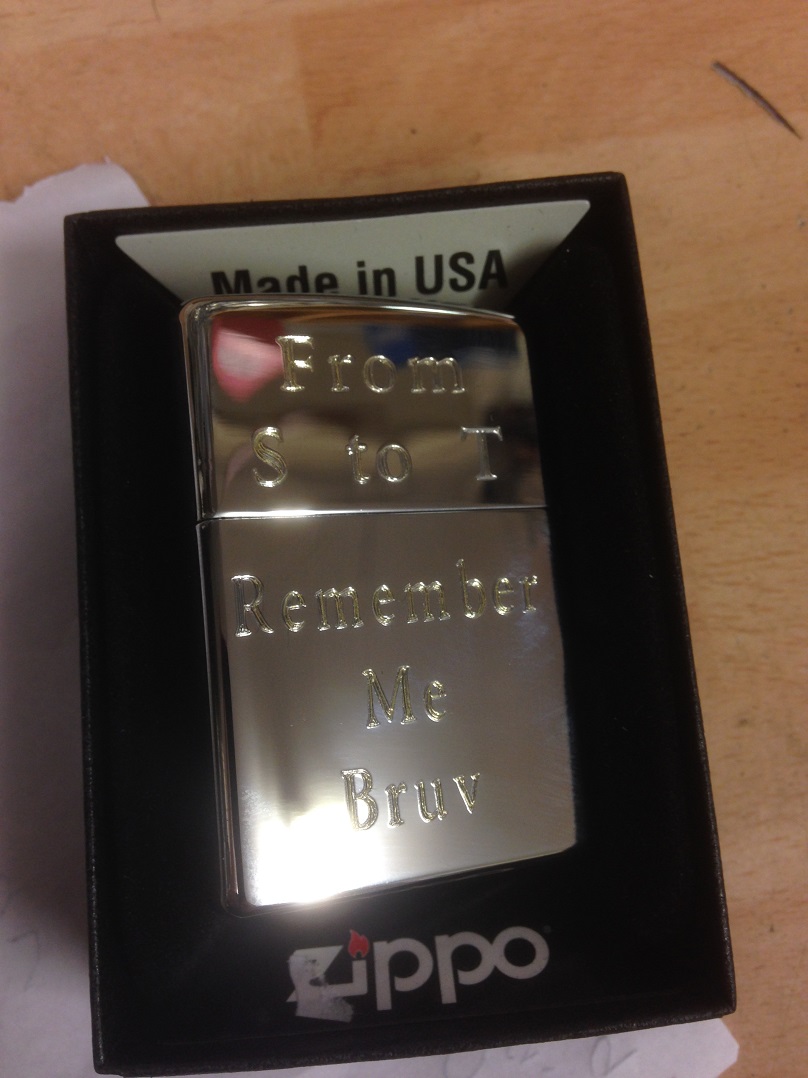 Made in USA
From
S to T
Remember
Me
Bruv
Zippo